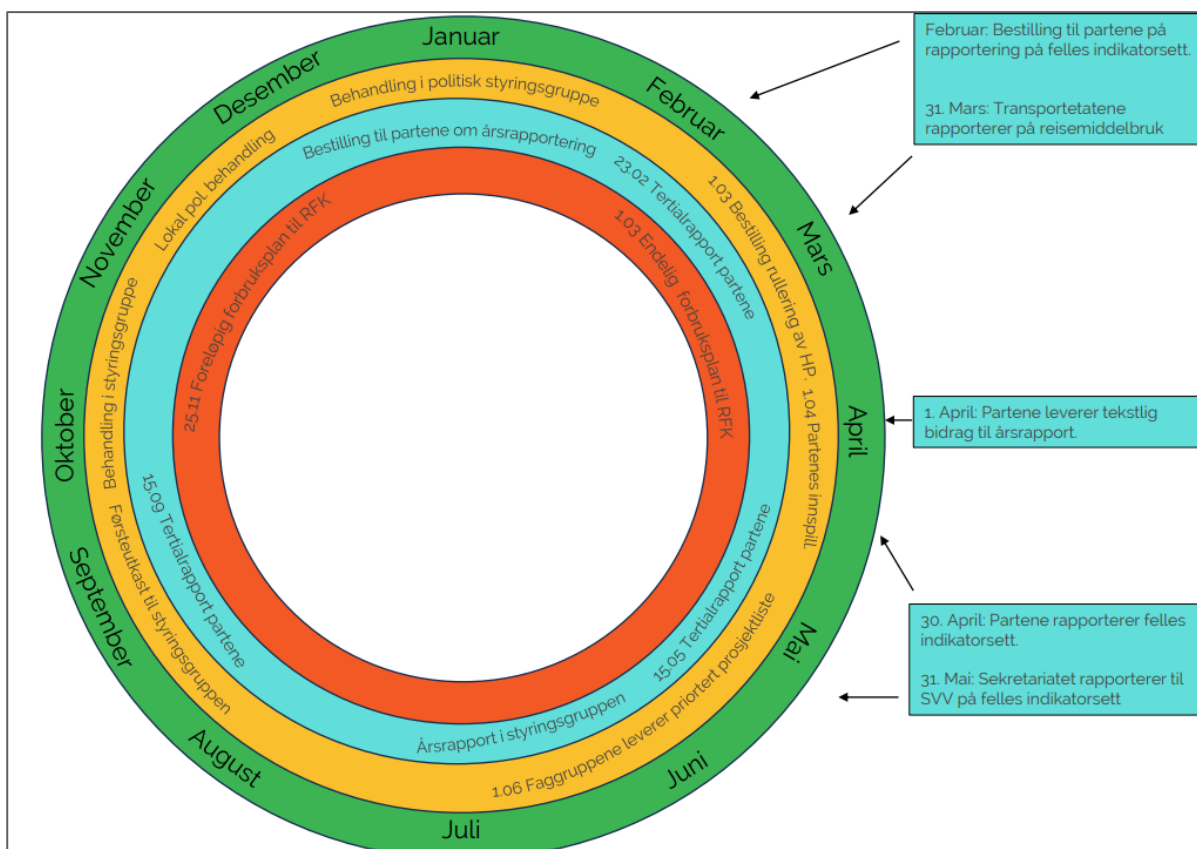 Januar
Februar
Mars
April
Mai
Juni
Juli
August
September
Oktober
November
Desember
Behandling i politisk styringsgruppe
1.03 Bestilling rullering av HP.
1.04 Partenes innspill.
1.06 Faggruppene leverer priortert prosjektliste
Førsteutkast til styringsgruppen
Behandling i styringsgruppe
Lokal pol. behandling
Bestilling til partene om årsrapportering
23.02 Tertialrapport partene
15.05 Tertialrapport partene
Årsrapport i styringsgruppen
15.09 Tertialrapport partene
1.03 Endelig forbruksplan til RFK
25.11 Foreløpig forbruksplan til RFK
Februar: Bestilling til partene på
rapportering på felles indikatorsett.
31. Mars: Transportetatene
rapporterer på reisemiddelbruk
1. April: Partene leverer tekstlig
bidrag til årsrapport.
30. April: Partene rapporterer felles
indikatorsett.
31. Mai: Sekretariatet rapporterer til
SVV på felles indikatorsett